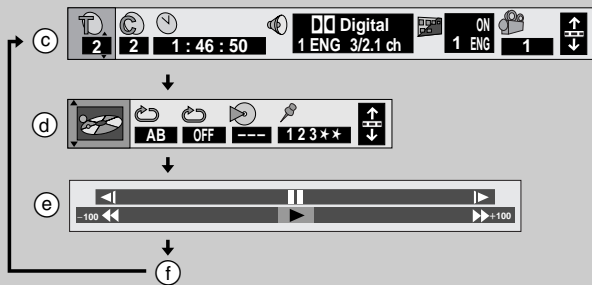 c T 2 C 2 1 : 46 : 50 Digital 1 ENG 3/2.1 ch ON 1 ENG 1
d AB OFF --- 1 2 3 ✶ ✶
e
−100 +100
f